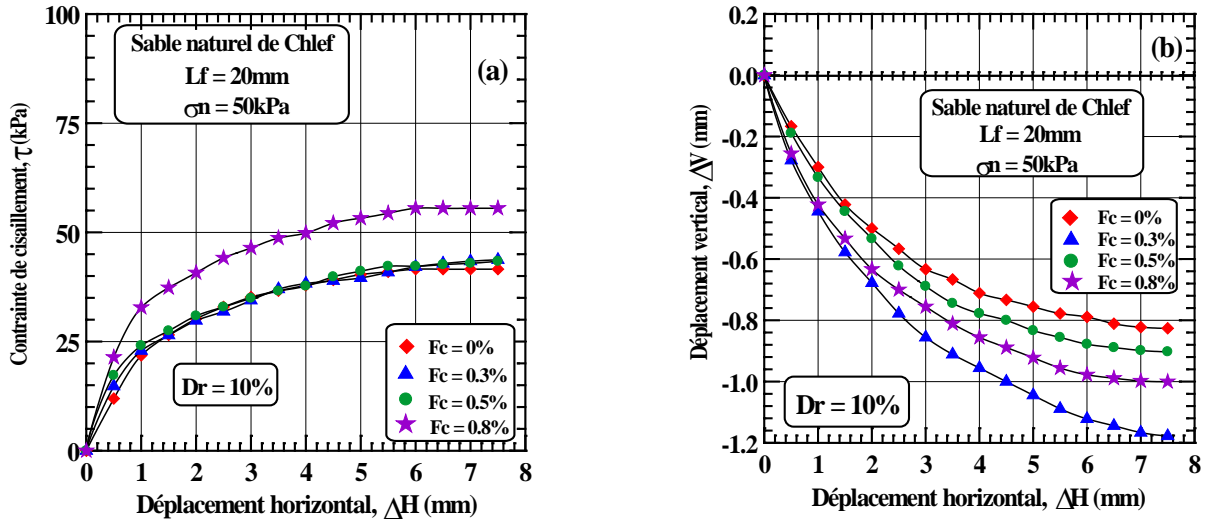 (a)
Sable naturel de Chlef
Lf = 20mm
σn = 50kPa
Contrainte de cisaillement, τ (kPa)
100
75
50
25
0
Fc = 0%
Fc = 0.3%
Fc = 0.5%
Fc = 0.8%
Dr = 10%
0 1 2 3 4 5 6 7 8
Déplacement horizontal, ΔH (mm)
(b)
Sable naturel de Chlef
Lf = 20mm
σn = 50kPa
Déplacement vertical, ΔV (mm)
-0.2
0.0
-0.2
-0.4
-0.6
-0.8
-1.0
-1.2
Fc = 0%
Fc = 0.3%
Fc = 0.5%
Fc = 0.8%
Dr = 10%
0 1 2 3 4 5 6 7 8
Déplacement horizontal, ΔH (mm)